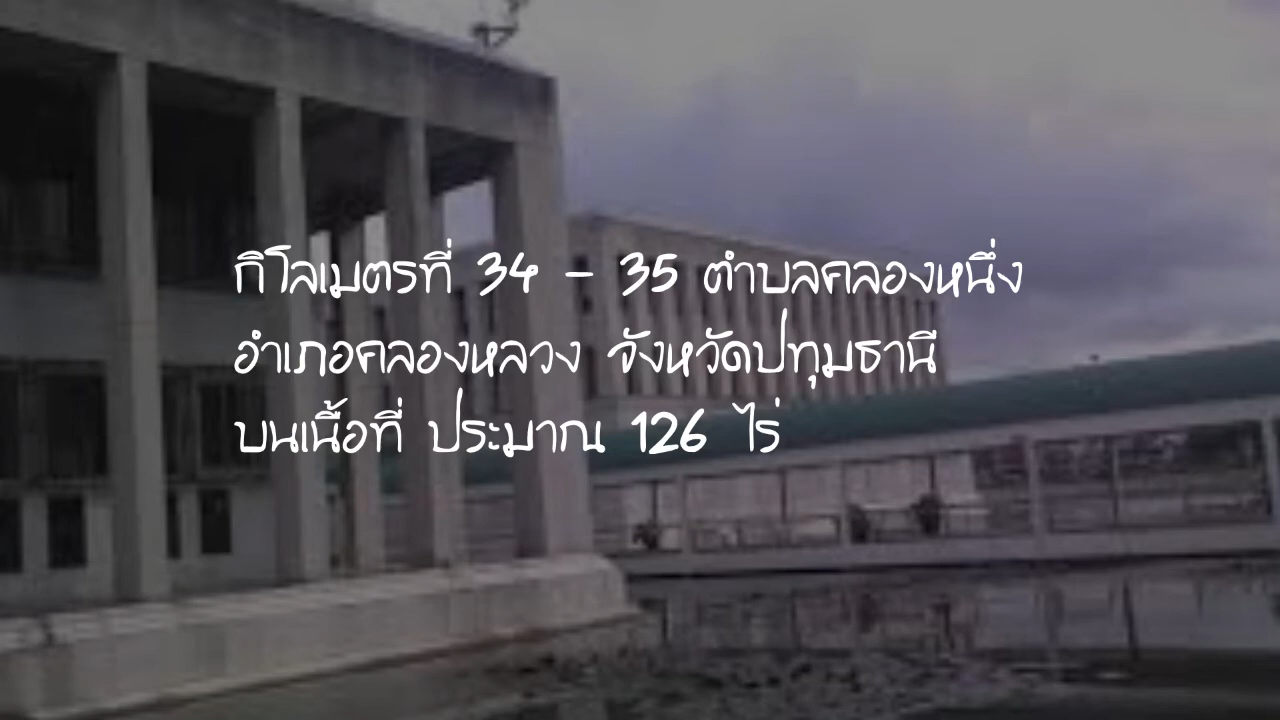 กิโลเมตรที่ 34 - 35 ตำบลคลองหนึ่ง
อำเภอคลองหลวง จังหวัดปทุมธานี
บนเนื้อที่ ประมาณ 126 ไร่